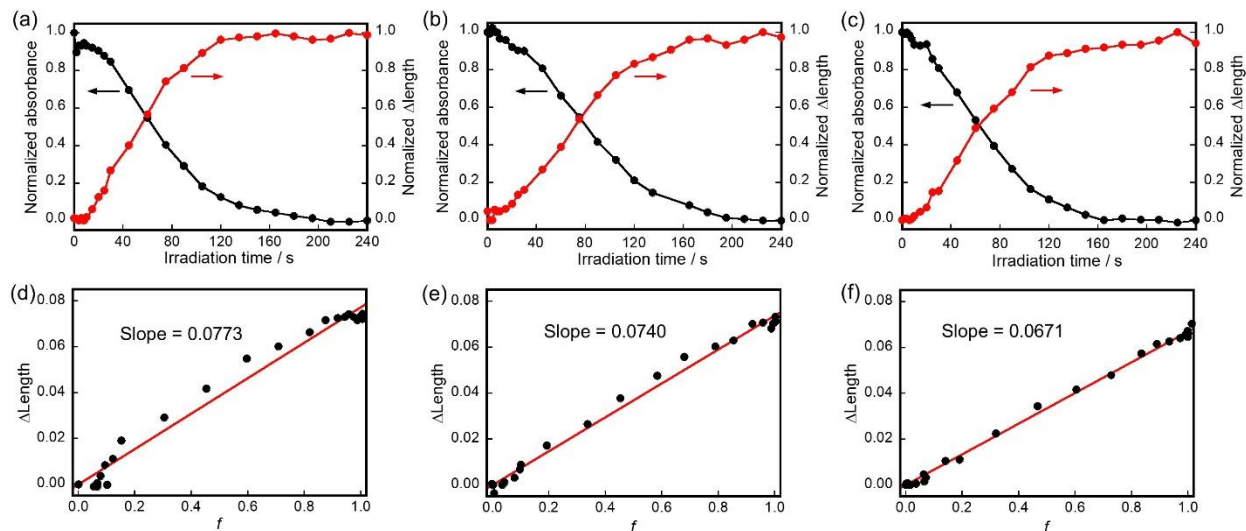 (a)
Normalized absorbance
1.0
0.8
0.6
0.4
0.2
0.0
1.0
0.8
0.6
0.4
0.2
0
Nomalized Δlength
0 40 80 120 160 200 240
Irradiation time / s
(b)
Normalized absorbance
1.0
0.8
0.6
0.4
0.2
0.0
1.0
0.8
0.6
0.4
0.2
0
Normalized Δlength
0 40 80 120 160 200 240
Irradiation time / s
(c)
Normalized absorbance
1.0
0.8
0.6
0.4
0.2
0.0
1.0
0.8
0.6
0.4
0.2
0
Normalized Δlength
0 40 80 120 160 200 240
Irradiation time / s
(d)
ΔLength
0.08
0.06
0.04
0.02
0.00
Slope = 0.0773
0.0 0.2 0.4 0.6 0.8 1.0
f
(e)
ΔLength
0.08
0.06
0.04
0.02
0.00
Slope = 0.0740
0.0 0.2 0.4 0.6 0.8 1.0
f
(f)
ΔLength
0.08
0.06
0.04
0.02
0.00
Slope = 0.0671
0.0 0.2 0.4 0.6 0.8 1.0
f